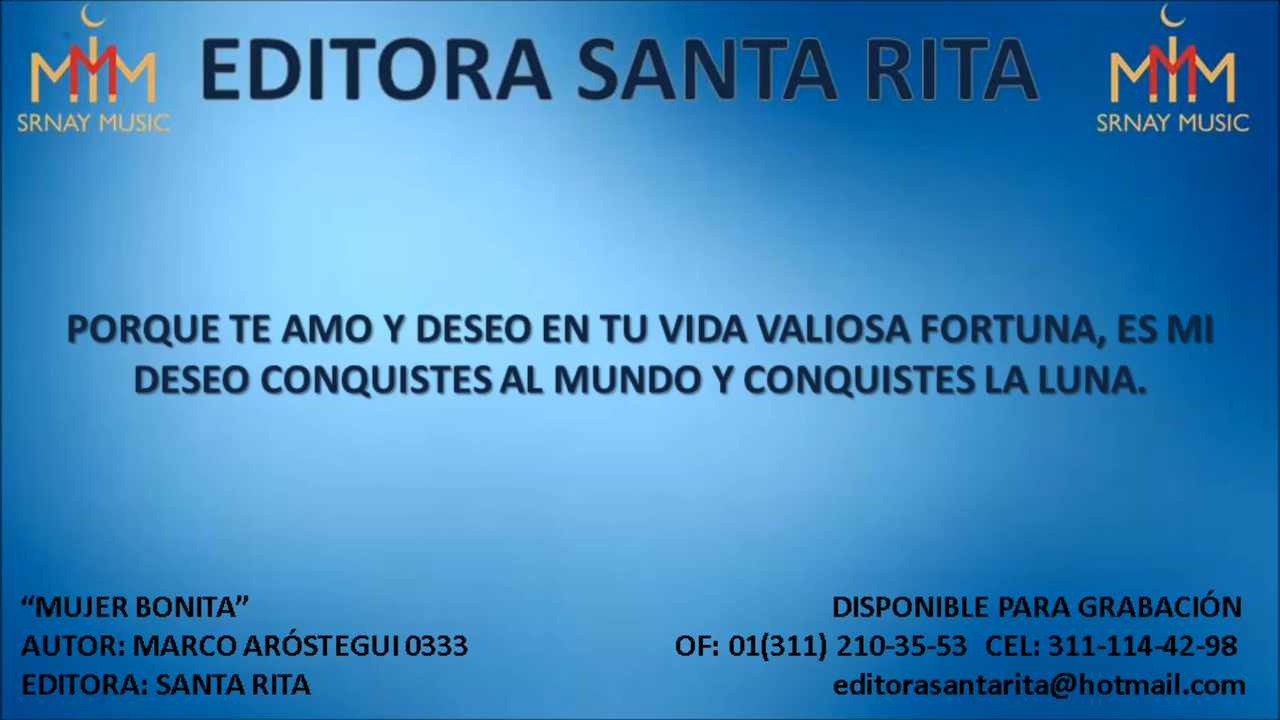 EDITORA SANTA RITA
SRNAY MUSIC
SRNAY MUSIC
PORQUE TE AMO Y DESEO EN TU VIDA VALIOSA FORTUNA, ES MI
DESEO CONQUISTES AL MUNDO Y CONQUISTES LA LUNA.
“MUJER BONITA”
AUTOR: MARCO ARÓSTEGUI 0333
EDITORA: SANTA RITA
DISPONIBLE PARA GRABACIÓN
OF: 01(311) 210-35-53 CEL: 311-114-42-98
editorasantarita@hotmail.com